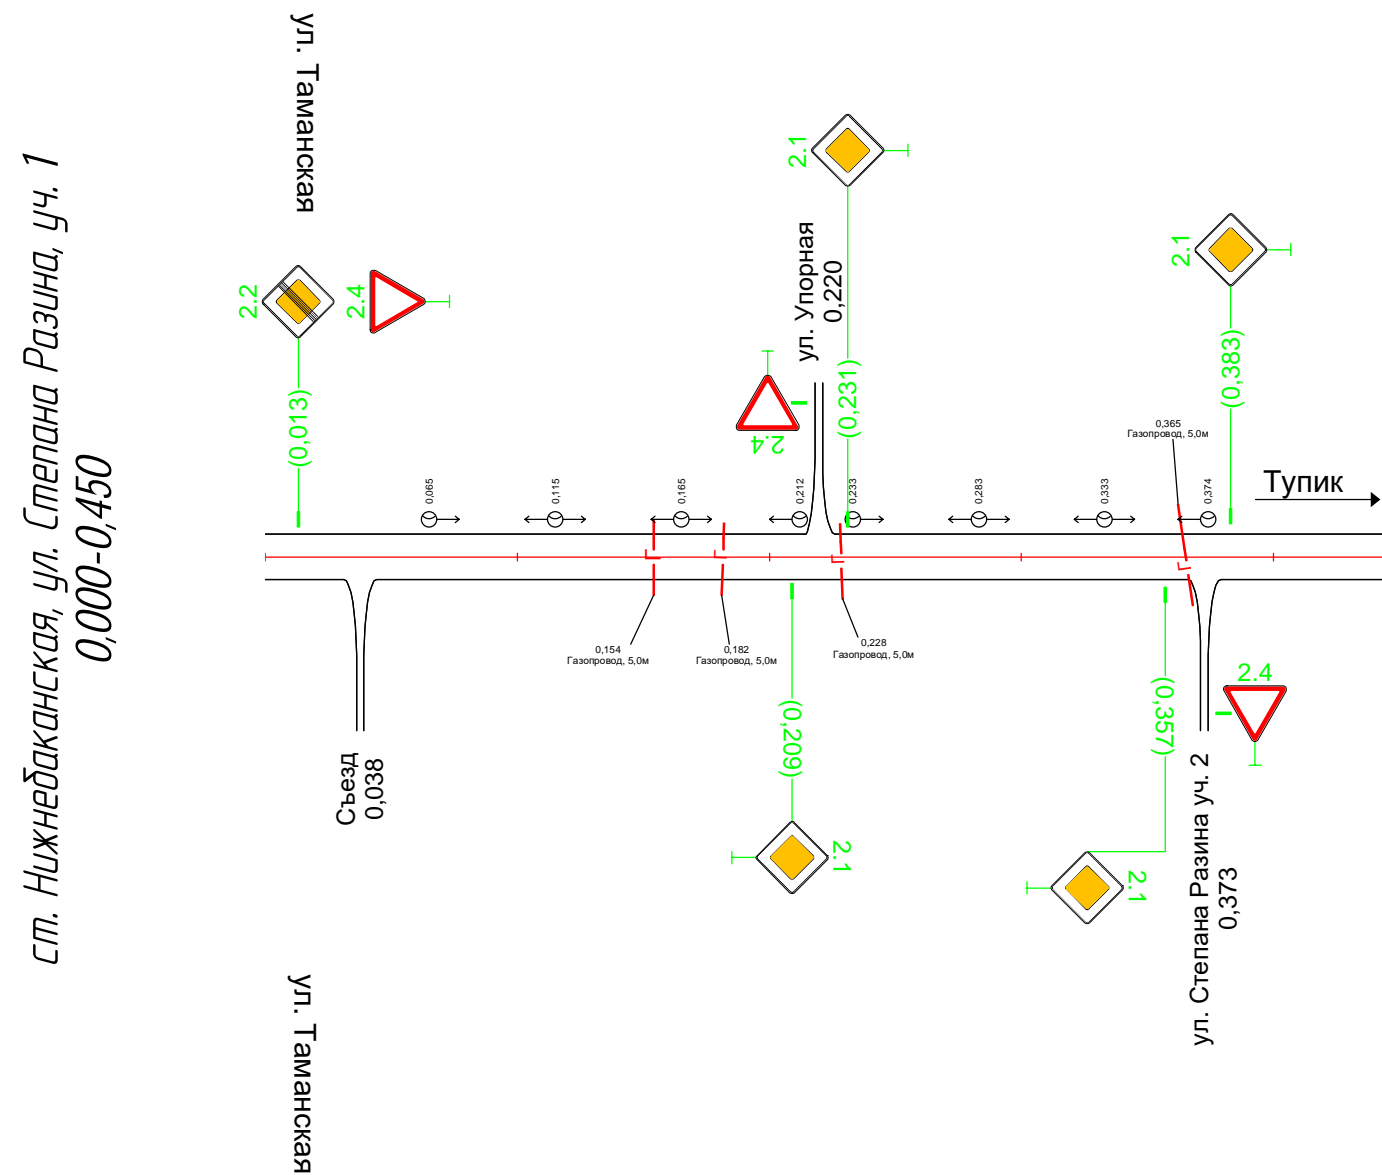 ст. Нижнебаканская, ул. Степана Разина, уч. 1
0,000-0,450
ул. Таманская
2.2
2.4
(0,013)
2.1
ул. Упорная
0,220
(0,231)
2.4
2.1
(0,383)
0,365
Газопровод, 5,0м
Тупик
0,065
0,115
0,165
0,212
0,233
0,283
0,333
0,374
0,154
Газопровод, 5,0м
0,182
Газопровод, 5,0м
0,228
Газопровод, 5,0м
Съезд
0,038
(0,209)
2.1
(0,357)
2.1
2.4
ул. Степана Разина уч. 2
0,373
ул. Таманская